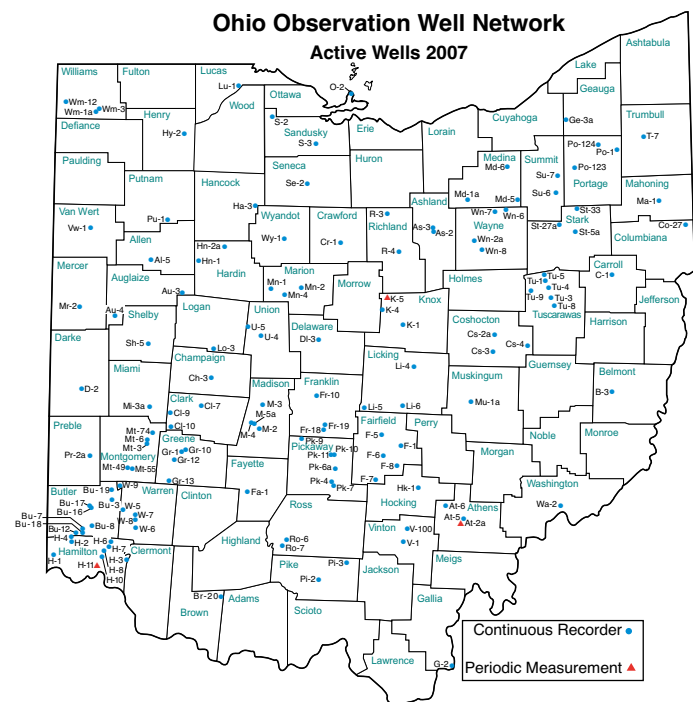 Ohio Observation Well Network
Active Wells 2007
Ashtabula
Lake
Geauga
Williams
Fulton
Lucas
Lu-1
Wood
Ottawa
O-2
Wm-12
Wm-3
Wm-1a
Defiance
Henry
Hy-2
S-2
Sandusky
S-3
Erie
Lorain
Cuyahoga
Ge-3a
Trumbull
T-7
Paulding
Putnam
Pu-1
Hancock
Ha-3
Seneca
Se-2
Huron
Medina
Md-6
Md-1a
Md-5
Summit
Su-7
Su-6
Po-124
Po-1
Po-123
Portage
Mahoning
Ma-1
Van Wert
Vw-1
Allen
Al-5
Hn-2a
Hn-1
Hardin
Wyandot
Wy-1
Crawford
Cr-1
R-3
Richland
R-4
Ashland
As-3
As-2
Wn-7
Wn-6
Wayne
Wn-2a
Wn-8
St-33
St-27a
Stark
St-5a
Co-27
Columbiana
Mercer
Mr-2
Auglaize
Au-3
Au-4
Marion
Mn-1
Mn-2
Mn-4
Morrow
K-5
K-4
Knox
K-1
Holmes
Tu-5
Tu-1
Tu-4
Tu-9
Tu-3
Tu-8
Tuscarawas
Carroll
C-1
Jefferson
Harrison
Shelby
Sh-5
Logan
Lo-3
Union
U-5
U-4
Delaware
Dl-3
Coshocton
Cs-2a
Cs-3
Cs-4
Darke
D-2
Miami
Mi-3a
Champaign
Ch-3
Licking
Li-4
Li-5
Li-6
Guernsey
Belmont
B-3
Clark
Cl-7
Cl-9
Cl-10
Madison
M-3
M-5a
M-2
M-4
Franklin
Fr-10
Fr-19
Fr-18
Muskingum
Mu-1a
Preble
Pr-2a
Mt-74
Mt-6
Mt-3
Montgomery
Mt-49
Mt-55
Greene
Gr-1
Gr-10
Gr-12
Gr-13
Fayette
Fa-1
Pk-9
Pickaway
Pk-10
Pk-11
Pk-6a
Pk-4
Pk-7
Fairfield
F-5
F-1
F-6
F-8
F-7
Perry
Morgan
Noble
Monroe
Washington
Wa-2
Butler
Bu-19
Bu-17
Bu-16
Bu-7
Bu-18
Bu-12
Bu-8
Bu-3
W-9
Warren
W-5
W-7
W-8
W-6
Clinton
Ross
Ro-6
Ro-7
Hocking
Hk-1
At-6
Athens
At-5
At-2a
Vinton
V-100
V-1
H-4
H-2
H-6
H-7
Hamilton
H-1
H-3
H-8
H-11
H-10
Clermont
Highland
Pike
Pi-3
Pi-2
Jackson
Meigs
Gallia
Br-20
Brown
Adams
Scioto
Lawrence
G-2
Continuous Recorder
Periodic Measurement